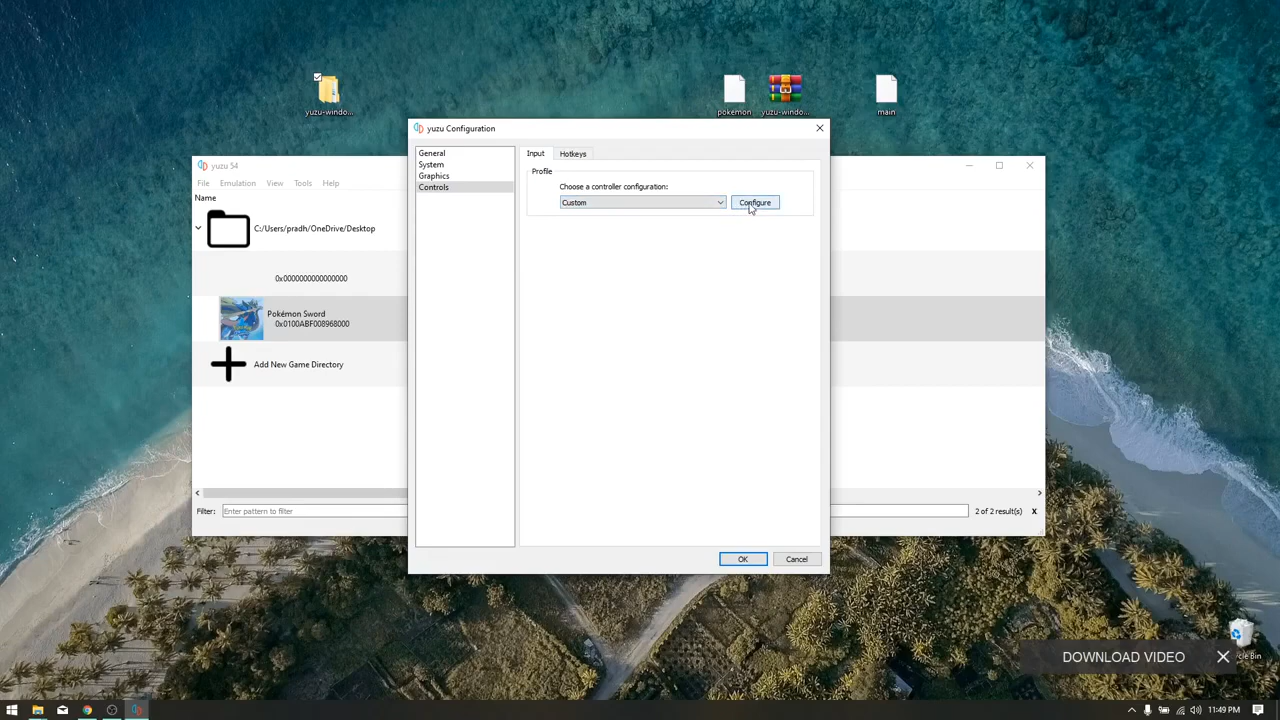 yuzu-windo...
pokemon
yuzu-windo...
main
yuzu Configuration
General
System
Graphics
Controls
Input
Hotkeys
Profile
Choose a controller configuration:
Custom
Configure
OK
Cancel
yuzu 54
File
Emulation
View
Tools
Help
Name
C:/Users/pradh/OneDrive/Desktop
0x0000000000000000
Pokémon Sword
0x0100ABF008968000
Add New Game Directory
Filter:
Enter pattern to filter
2 of 2 result(s)
X
DOWNLOAD VIDEO
cle Bin
11:49 PM